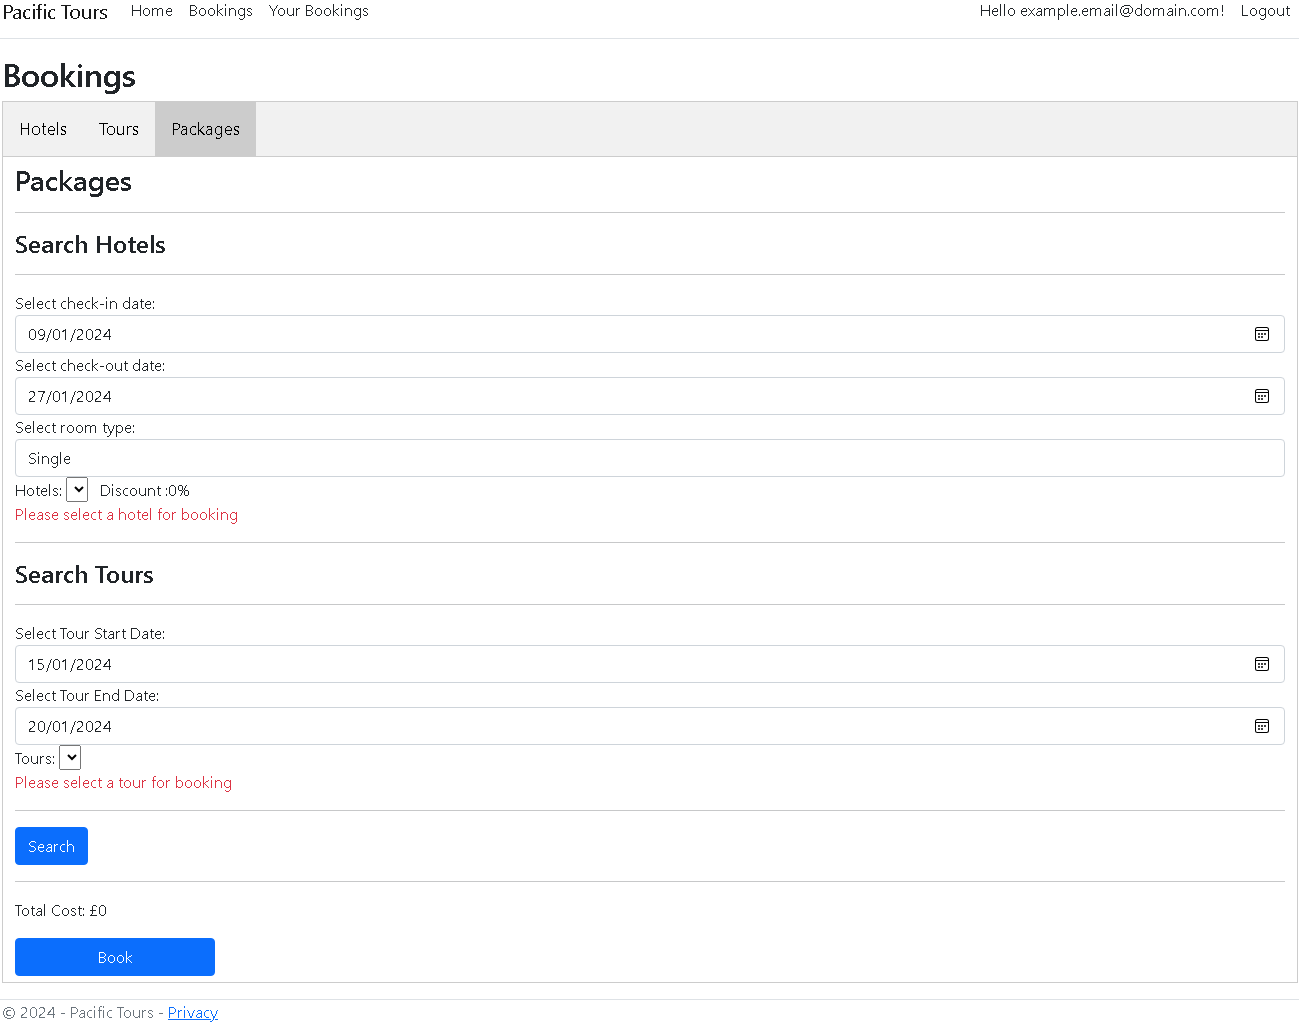 Pacific Tours Home Bookings Your Bookings Hello example.email@domain.com! Logout
Bookings
Hotels Tours Packages
Packages
Search Hotels
Select check-in date:
09/01/2024
Select check-out date:
27/01/2024
Select room type:
Single
Hotels: Discount :0%
Please select a hotel for booking
Search Tours
Select Tour Start Date:
15/01/2024
Select Tour End Date:
20/01/2024
Tours:
Please select a tour for booking
Search
Total Cost: £0
Book
© 2024 - Pacific Tours - Privacy